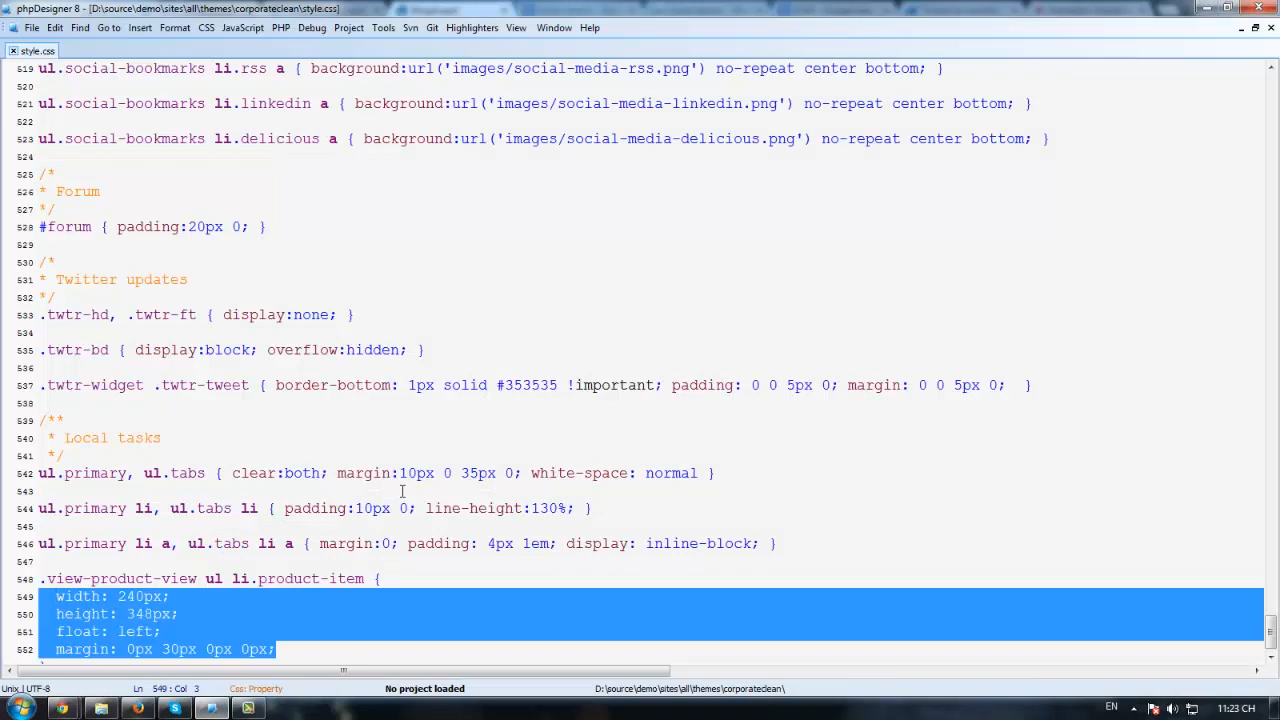 phpDesigner 8 - [D:\source\demo\sites\all\themes\corporateclean\style.css]
File Edit Find Go to Insert Format CSS JavaScript PHP Debug Project Tools Svn Git Highlighters View Window Help
style.css
519 ul.social-bookmarks li.rss a { background:url('images/social-media-rss.png') no-repeat center bottom; }
520
521 ul.social-bookmarks li.linkedin a { background:url('images/social-media-linkedin.png') no-repeat center bottom; }
522
523 ul.social-bookmarks li.delicious a { background:url('images/social-media-delicious.png') no-repeat center bottom; }
524
525 /*
526 * Forum
527 */
528 #forum { padding:20px 0; }
529
530 /*
531 * Twitter updates
532 */
533 .twtr-hd, .twtr-ft { display:none; }
534
535 .twtr-bd { display:block; overflow:hidden; }
536
537 .twtr-widget .twtr-tweet { border-bottom: 1px solid #353535 !important; padding: 0 0 5px 0; margin: 0 0 5px 0; }
538
539 /**
540 * Local tasks
541 */
542 ul.primary, ul.tabs { clear:both; margin:10px 0 35px 0; white-space: normal }
543
544 ul.primary li, ul.tabs li { padding:10px 0; line-height:130%; }
545
546 ul.primary li a, ul.tabs li a { margin:0; padding: 4px 1em; display: inline-block; }
547
548 .view-product-view ul li.product-item {
549 width: 240px;
550 height: 348px;
551 float: left;
552 margin: 0px 30px 0px 0px;
Unix | UTF-8 Ln 549 : Col 3 Css: Property No project loaded D:\source\demo\sites\all\themes\corporateclean\
EN 11:23 CH